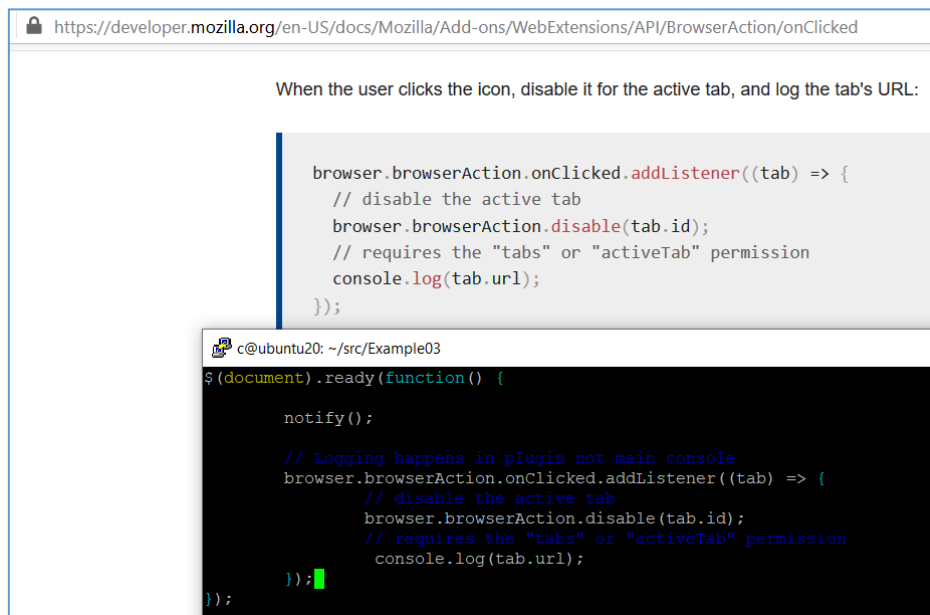 https://developer.mozilla.org/en-US/docs/Mozilla/Add-ons/WebExtensions/API/BrowserAction/onClicked
When the user clicks the icon, disable it for the active tab, and log the tab's URL:
browser.browserAction.onClicked.addListener((tab) => {
// disable the active tab
browser.browserAction.disable(tab.id);
// requires the "tabs" or "activeTab" permission
console.log(tab.url);
});
c@ubuntu20: ~/src/Example03
$(document).ready(function() {
notify();
// Logging happens in plugin not main console
browser.browserAction.onClicked.addListener((tab) => {
// disable the active tab
browser.browserAction.disable(tab.id);
// requires the "tabs" or "activeTab" permission
console.log(tab.url);
});
});